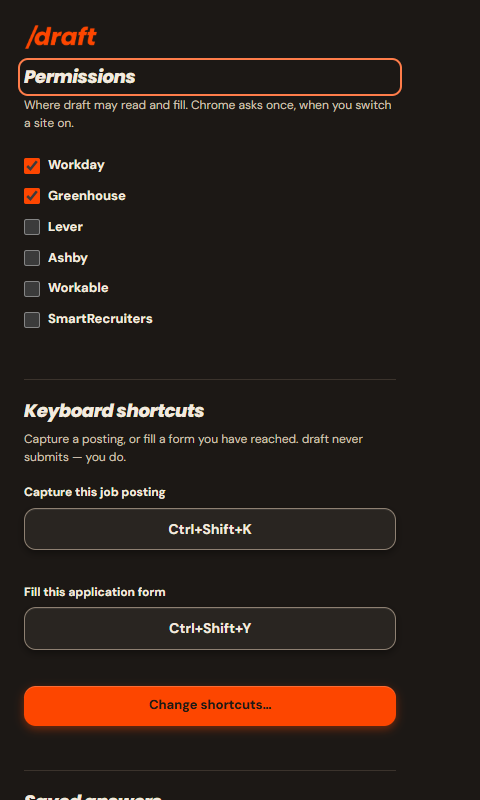 /draft
Permissions
Where draft may read and fill. Chrome asks once, when you switch
a site on.
Workday
Greenhouse
Lever
Ashby
Workable
SmartRecruiters
Keyboard shortcuts
Capture a posting, or fill a form you have reached. draft never
submits — you do.
Capture this job posting
Ctrl+Shift+K
Fill this application form
Ctrl+Shift+Y
Change shortcuts...
Saved answers